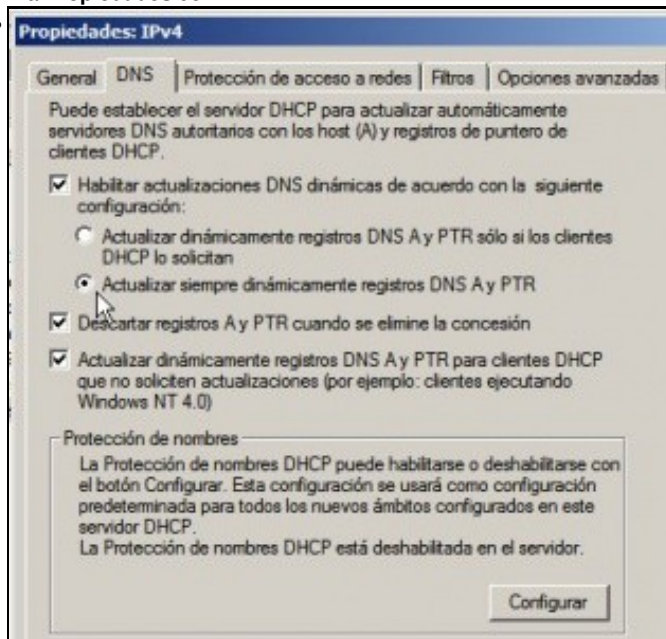 Propiedades: IPv4
General DNS Protección de acceso a redes Filtros Opciones avanzadas
Puede establecer el servidor DHCP para actualizar automáticamente
servidores DNS autoritarios con los host (A) y registros de puntero de
clientes DHCP.
Habilitar actualizaciones DNS dinámicas de acuerdo con la siguiente
configuración:
Actualizar dinámicamente registros DNS A y PTR sólo si los clientes
DHCP lo solicitan
Actualizar siempre dinámicamente registros DNS A y PTR
Descartar registros A y PTR cuando se elimine la concesión
Actualizar dinámicamente registros DNS A y PTR para clientes DHCP
que no soliciten actualizaciones (por ejemplo: clientes ejecutando
Windows NT 4.0)
Protección de nombres
La Protección de nombres DHCP puede habilitarse o deshabilitarse con
el botón Configurar. Esta configuración se usará como configuración
predeterminada para todos los nuevos ámbitos configurados en este
servidor DHCP.
La Protección de nombres DHCP está deshabilitada en el servidor.
Configurar